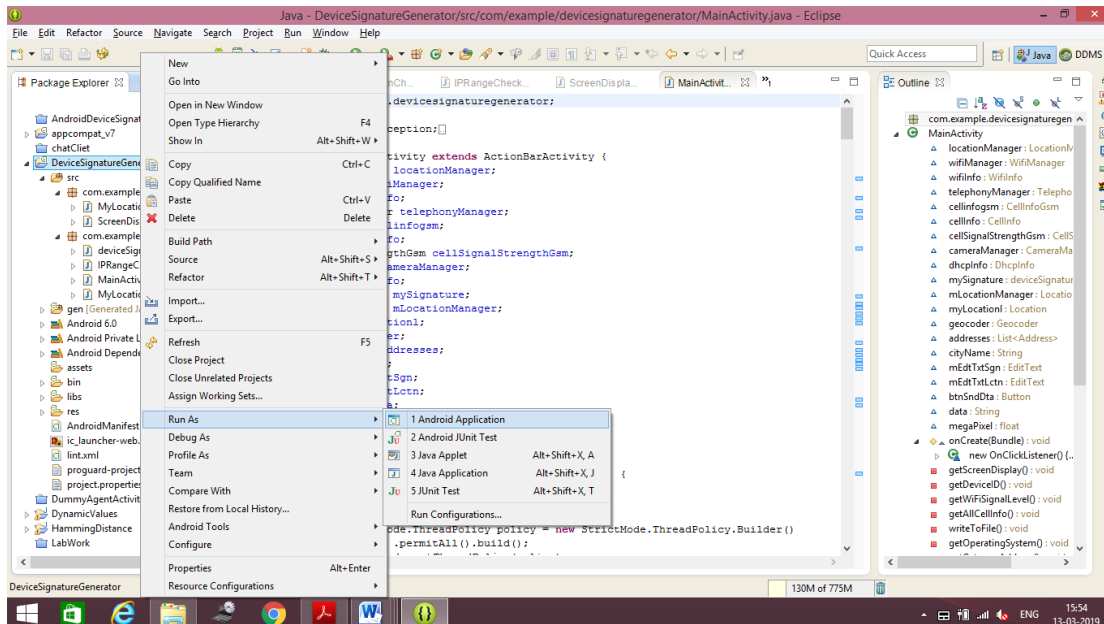 Java - DeviceSignatureGenerator/src/com/example/devicesignaturegenerator/MainActivity.java - Eclipse
File Edit Refactor Source Navigate Search Project Run Window Help
Quick Access Java DDMS
Package Explorer
AndroidDeviceSignat
appcompat_v7
chatCliet
DeviceSignatureGene
src
com.example
MyLocatio
ScreenDis
com.example
deviceSig
IPRangeC
MainActiv
MyLocatio
gen [Generated Ja
Android 6.0
Android Private L
Android Depende
assets
bin
libs
res
AndroidManifest
ic_launcher-web.
lint.xml
proguard-project
project.properties
DummyAgentActivit
DynamicValues
HammingDistance
LabWork
New
Go Into
Open in New Window
Open Type Hierarchy F4
Show In Alt+Shift+W
Copy Ctrl+C
Copy Qualified Name
Paste Ctrl+V
Delete Delete
Build Path
Source Alt+Shift+S
Refactor Alt+Shift+T
Import...
Export...
Refresh F5
Close Project
Close Unrelated Projects
Assign Working Sets...
Run As
Debug As
Profile As
Team
Compare With
Restore from Local History...
Android Tools
Configure
Properties Alt+Enter
Resource Configurations
1 Android Application
2 Android JUnit Test
3 Java Applet Alt+Shift+X, A
4 Java Application Alt+Shift+X, J
5 JUnit Test Alt+Shift+X, T
Run Configurations...
nCh... IPRangeCheck... ScreenDispla... MainActivit... »1
.devicesignaturegenerator;
ception;
tivity extends ActionBarActivity {
locationManager;
iManager;
fo;
r telephonyManager;
linfogsm;
fo;
gthGsm cellSignalStrengthGsm;
ameraManager;
fo;
mySignature;
mLocationManager;
tionl;
er;
ddresses;
;
tSgn;
tLctn;
a;
{
ode.ThreadPolicy policy = new StrictMode.ThreadPolicy.Builder()
.permitAll().build();
Outline
com.example.devicesignaturegen
MainActivity
locationManager : LocationM
wifiManager : WifiManager
wifiInfo : WifiInfo
telephonyManager : Telepho
cellinfogsm : CellInfoGsm
cellInfo : CellInfo
cellSignalStrengthGsm : CellS
cameraManager : CameraMa
dhcpInfo : DhcpInfo
mySignature : deviceSignatur
mLocationManager : Locatio
myLocationl : Location
geocoder : Geocoder
addresses : List<Address>
cityName : String
mEdtTxtSgn : EditText
mEdtTxtLctn : EditText
btnSndDta : Button
data : String
megaPixel : float
onCreate(Bundle) : void
new OnClickListener() {..
getScreenDisplay() : void
getDeviceID() : void
getWiFiSignalLevel() : void
getAllCellInfo() : void
writeToFile() : void
getOperatingSystem() : void
DeviceSignatureGenerator
130M of 775M
ENG
15:54
13-03-2019